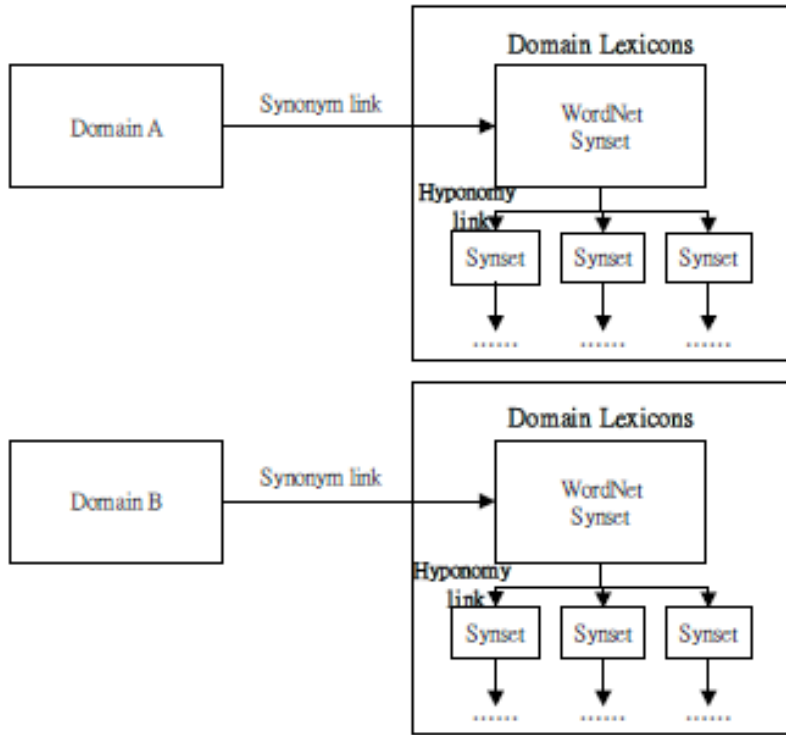 Domain Lexicons
Domain A
Synonym link
WordNet
Synset
Hyponomy
link
Synset
Synset
Synset
......
......
......
Domain Lexicons
Domain B
Synonym link
WordNet
Synset
Hyponomy
link
Synset
Synset
Synset
......
......
......